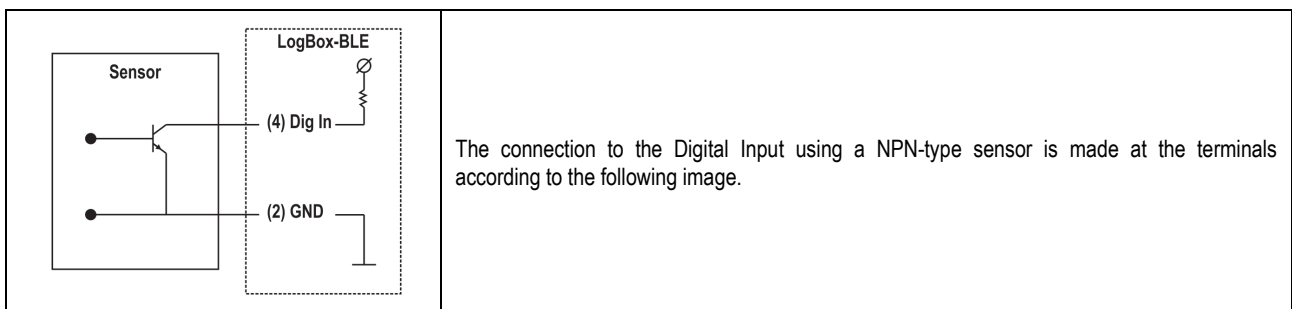 LogBox-BLE
Sensor
(4) Dig In
(2) GND
The connection to the Digital Input using a NPN-type sensor is made at the terminals
according to the following image.